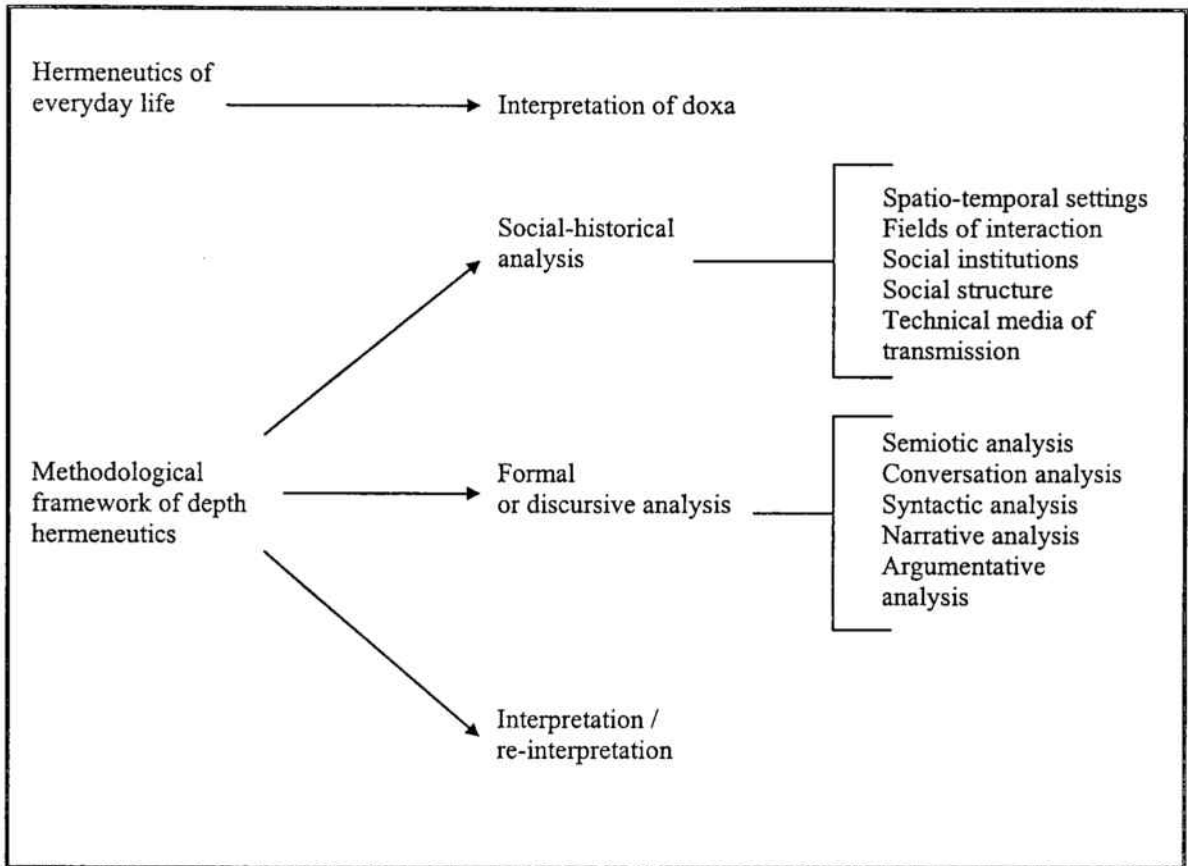 Hermeneutics of
everyday life
Interpretation of doxa
Social-historical
analysis
Spatio-temporal settings
Fields of interaction
Social institutions
Social structure
Technical media of
transmission
Methodological
framework of depth
hermeneutics
Formal
or discursive analysis
Semiotic analysis
Conversation analysis
Syntactic analysis
Narrative analysis
Argumentative
analysis
Interpretation /
re-interpretation